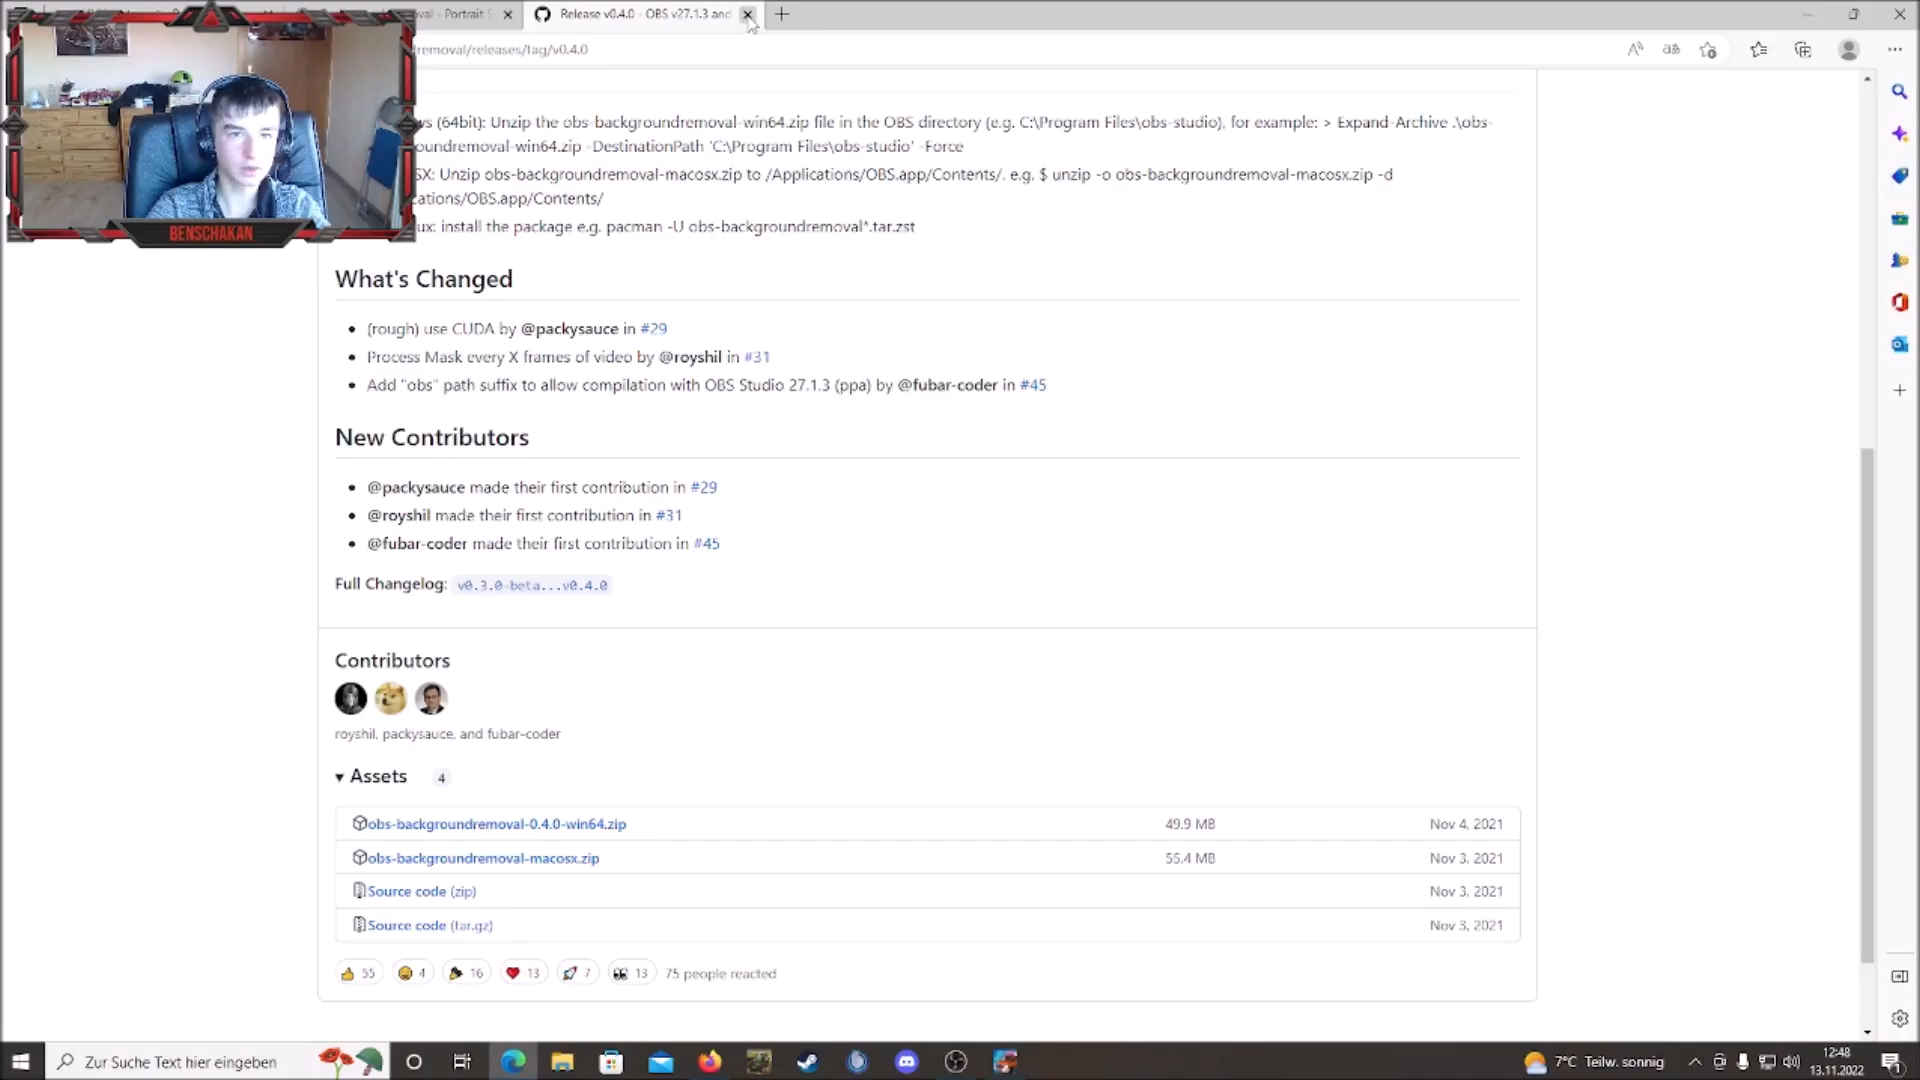 oval - Portrait S
Release v0.4.0 - OBS v27.1.3 and
removal/releases/tag/v0.4.0
ws (64bit): Unzip the obs-backgroundremoval-win64.zip file in the OBS directory (e.g. C:\Program Files\obs-studio), for example: > Expand-Archive .\obs-
oundremoval-win64.zip -DestinationPath 'C:\Program Files\obs-studio' -Force
SX: Unzip obs-backgroundremoval-macosx.zip to /Applications/OBS.app/Contents/. e.g. $ unzip -o obs-backgroundremoval-macosx.zip -d
cations/OBS.app/Contents/
ux: install the package e.g. pacman -U obs-backgroundremoval*.tar.zst
BENSCHAKAN
What's Changed
(rough) use CUDA by @packysauce in #29
Process Mask every X frames of video by @royshil in #31
Add "obs" path suffix to allow compilation with OBS Studio 27.1.3 (ppa) by @fubar-coder in #45
New Contributors
@packysauce made their first contribution in #29
@royshil made their first contribution in #31
@fubar-coder made their first contribution in #45
Full Changelog: v0.3.0-beta...v0.4.0
Contributors
royshil, packysauce, and fubar-coder
Assets 4
obs-backgroundremoval-0.4.0-win64.zip 49.9 MB Nov 4, 2021
obs-backgroundremoval-macosx.zip 55.4 MB Nov 3, 2021
Source code (zip) Nov 3, 2021
Source code (tar.gz) Nov 3, 2021
55 4 16 13 7 13 75 people reacted
Zur Suche Text hier eingeben
7°C Teilw. sonnig
12:48
13.11.2022